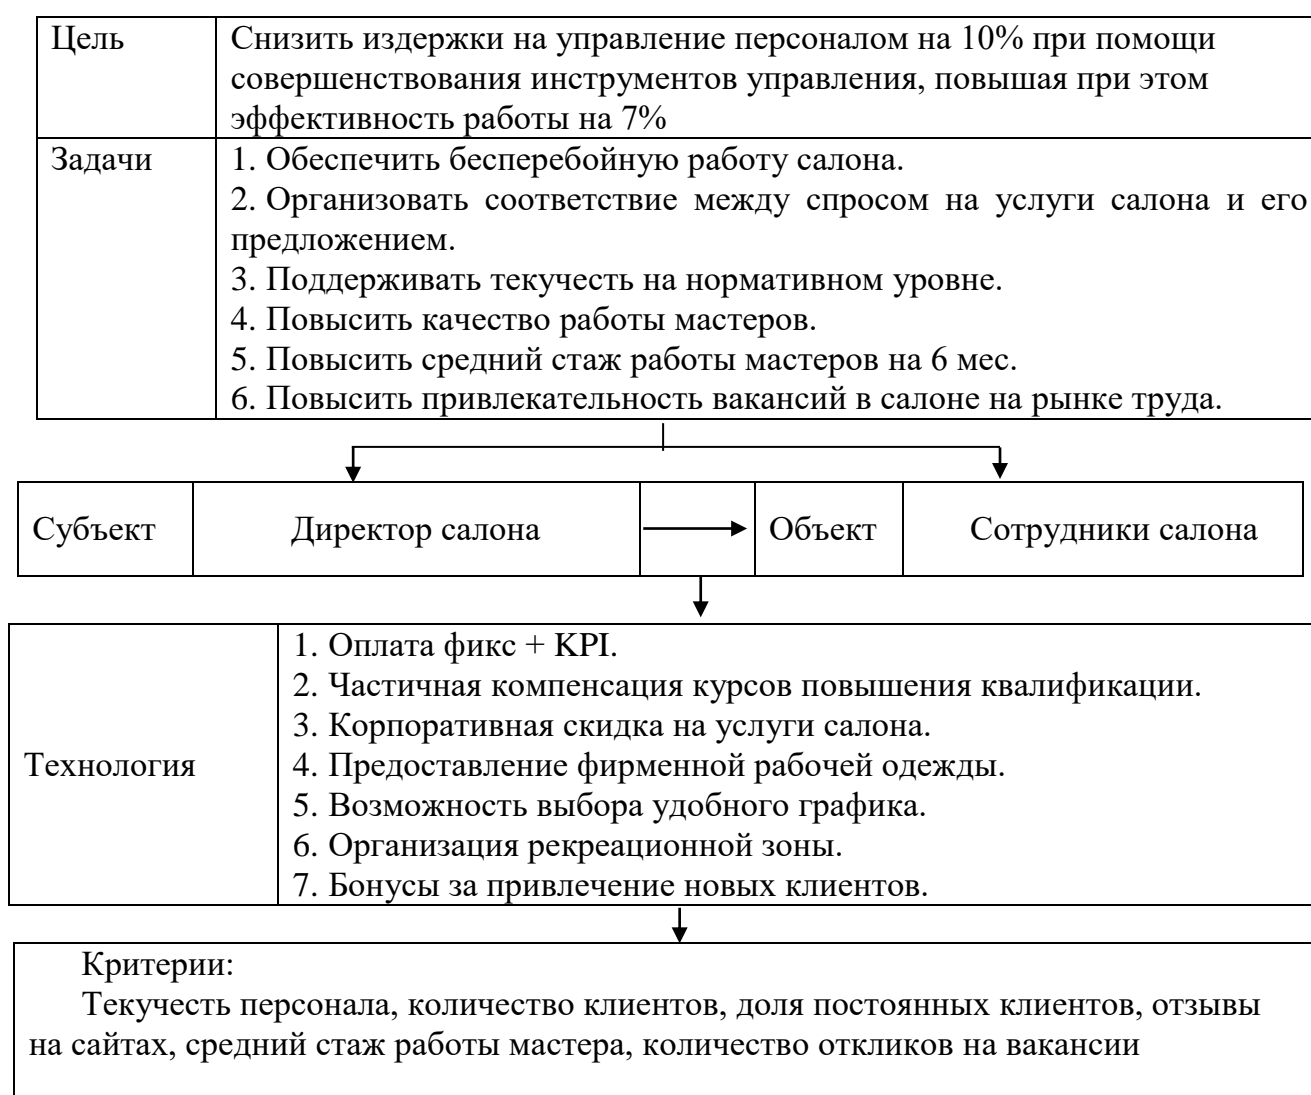 Цель
Снизить издержки на управление персоналом на 10% при помощи
совершенствования инструментов управления, повышая при этом
эффективность работы на 7%
Задачи
1. Обеспечить бесперебойную работу салона.
2. Организовать соответствие между спросом на услуги салона и его
предложением.
3. Поддерживать текучесть на нормативном уровне.
4. Повысить качество работы мастеров.
5. Повысить средний стаж работы мастеров на 6 мес.
6. Повысить привлекательность вакансий в салоне на рынке труда.
Субъект
Директор салона
Объект
Сотрудники салона
Технология
1. Оплата фикс + KPI.
2. Частичная компенсация курсов повышения квалификации.
3. Корпоративная скидка на услуги салона.
4. Предоставление фирменной рабочей одежды.
5. Возможность выбора удобного графика.
6. Организация рекреационной зоны.
7. Бонусы за привлечение новых клиентов.
Критерии:
Текучесть персонала, количество клиентов, доля постоянных клиентов, отзывы
на сайтах, средний стаж работы мастера, количество откликов на вакансии